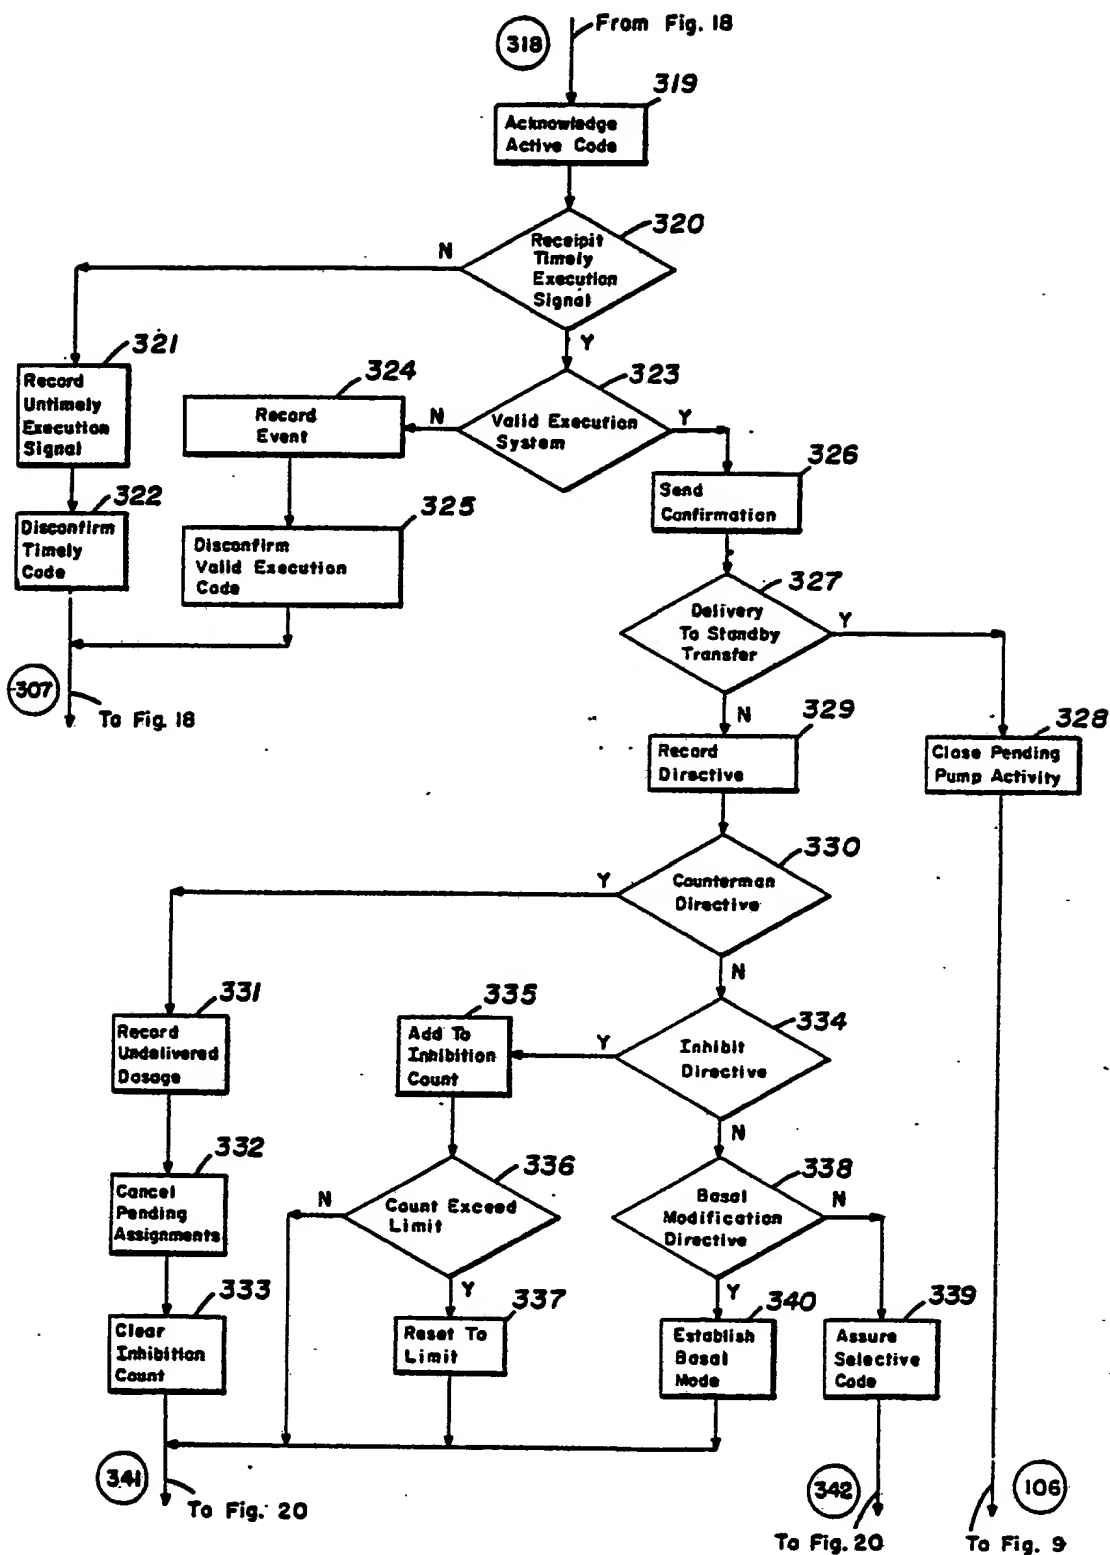 From Fig. 18
318
319
Acknowledge
Active Code
320
Receipit
Timely
Execution
Signal
N
Y
321
Record
Untimely
Execution
Signal
322
Disconfirm
Timely
Code
323
Valid Execution
System
N
Y
324
Record
Event
325
Disconfirm
Valid Execution
Code
307
To Fig. 18
326
Send
Confirmation
327
Delivery
To Standby
Transfer
Y
N
328
Close Pending
Pump Activity
329
Record
Directive
330
Counterman
Directive
Y
N
331
Record
Undelivered
Dosage
332
Cancel
Pending
Assignments
333
Clear
Inhibition
Count
334
Inhibit
Directive
Y
N
335
Add To
Inhibition
Count
336
Count Exceed
Limit
N
Y
337
Reset To
Limit
338
Basal
Modification
Directive
N
Y
340
Establish
Basal
Mode
339
Assure
Selective
Code
341
To Fig. 20
342
To Fig. 20
106
To Fig. 9